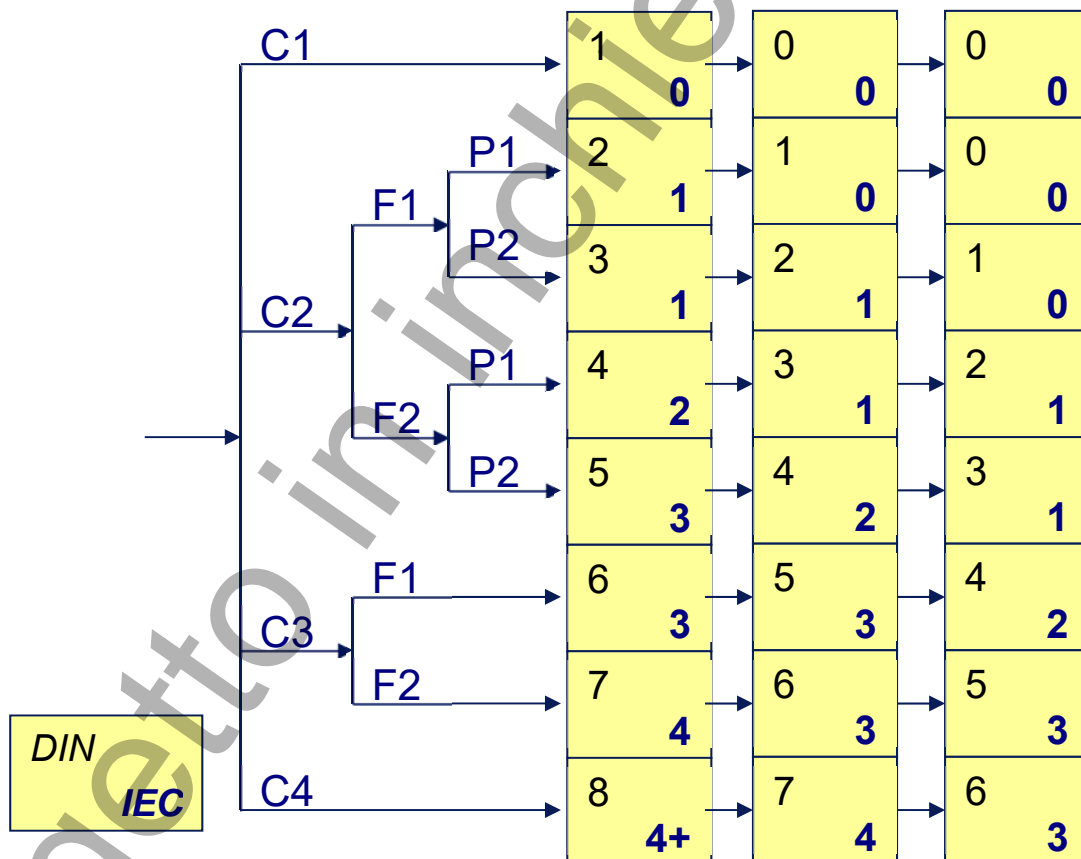 C1 1 0 0
0 0 0
P1 2 1 0
1 0 0
F1
P2 3 2 1
1 1 0
C2
P1 4 3 2
2 1 1
F2
P2 5 4 3
3 2 1
F1 6 5 4
3 3 2
C3
F2 7 6 5
4 3 3
DIN
IEC
C4 8 7 6
4+ 4 3
getto in inchie